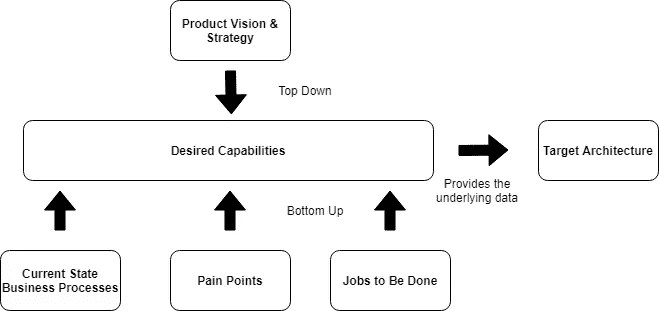 Product Vision &
Strategy
Top Down
Desired Capabilities
Target Architecture
Provides the
underlying data
Bottom Up
Current State
Business Processes
Pain Points
Jobs to Be Done